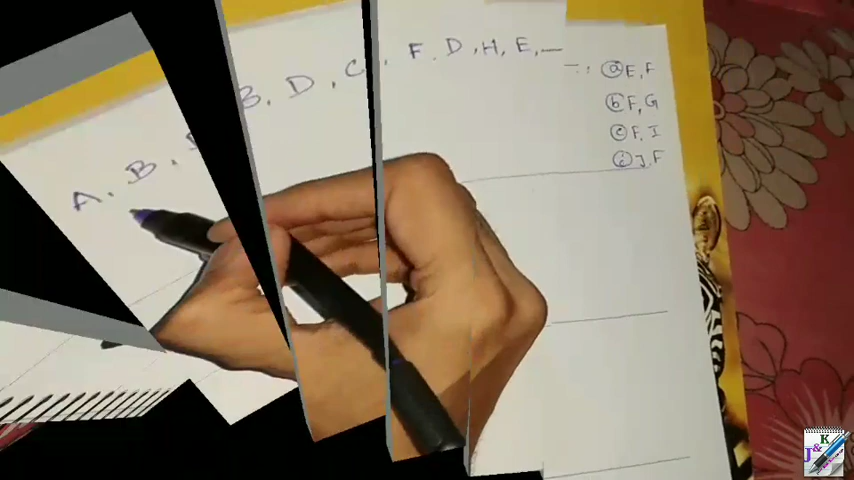 A, B, B, D, C, F, D, H, E, __
a E, F
b F, G
c F, I
d J, F
J & K